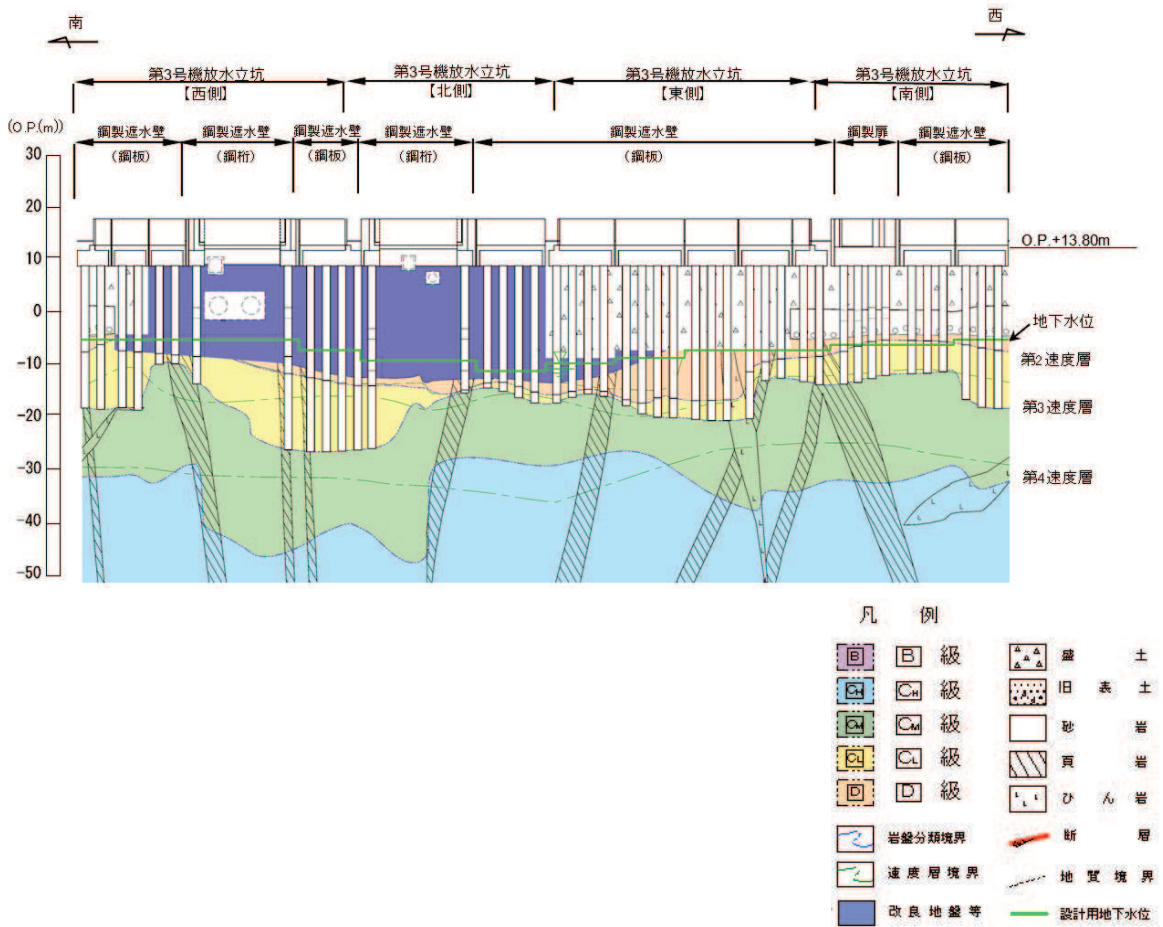 南 西
第3号機放水立坑 第3号機放水立坑 第3号機放水立坑 第3号機放水立坑
【西側】 【北側】 【東側】 【南側】
(O.P.(m)) 鋼製遮水壁 鋼製遮水壁 鋼製遮水壁 鋼製遮水壁 鋼製遮水壁 鋼製扉 鋼製遮水壁
(鋼板) (鋼桁) (鋼板) (鋼桁) (鋼板) (鋼板)
30
20
O.P.+13.80m
10
0
地下水位
-10
第2速度層
-20
第3速度層
-30
第4速度層
-40
-50
凡 例
B B 級 盛 土
CH CH 級 旧 表 土
CM CM 級 砂 岩
CL CL 級 頁 岩
D D 級 ひ ん 岩
岩盤分類境界 断 層
速度層境界 地質境界
改良地盤等 設計用地下水位